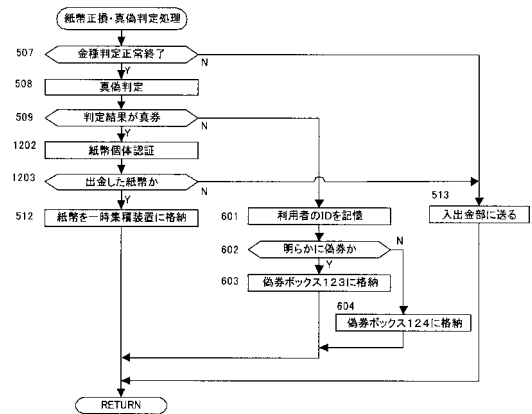 紙幣正損・真偽判定処理
507
金種判定正常終了
N
Y
508
真偽判定
509
判定結果が真券
N
Y
1202
紙幣個体認証
1203
出金した紙幣か
N
Y
512
紙幣を一時集積装置に格納
513
入出金部に送る
601
利用者のIDを記憶
602
明らかに偽券か
N
Y
603
偽券ボックス123に格納
604
偽券ボックス124に格納
RETURN